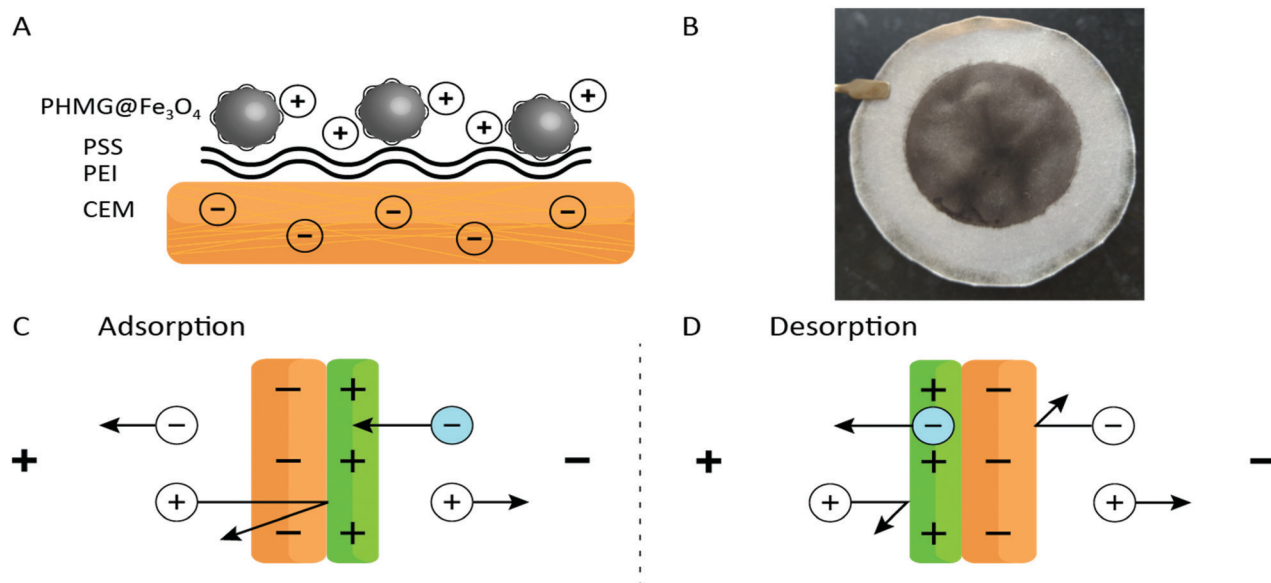 A
B
PHMG@Fe₃O₄
PSS
PEI
CEM
C Adsorption
D Desorption